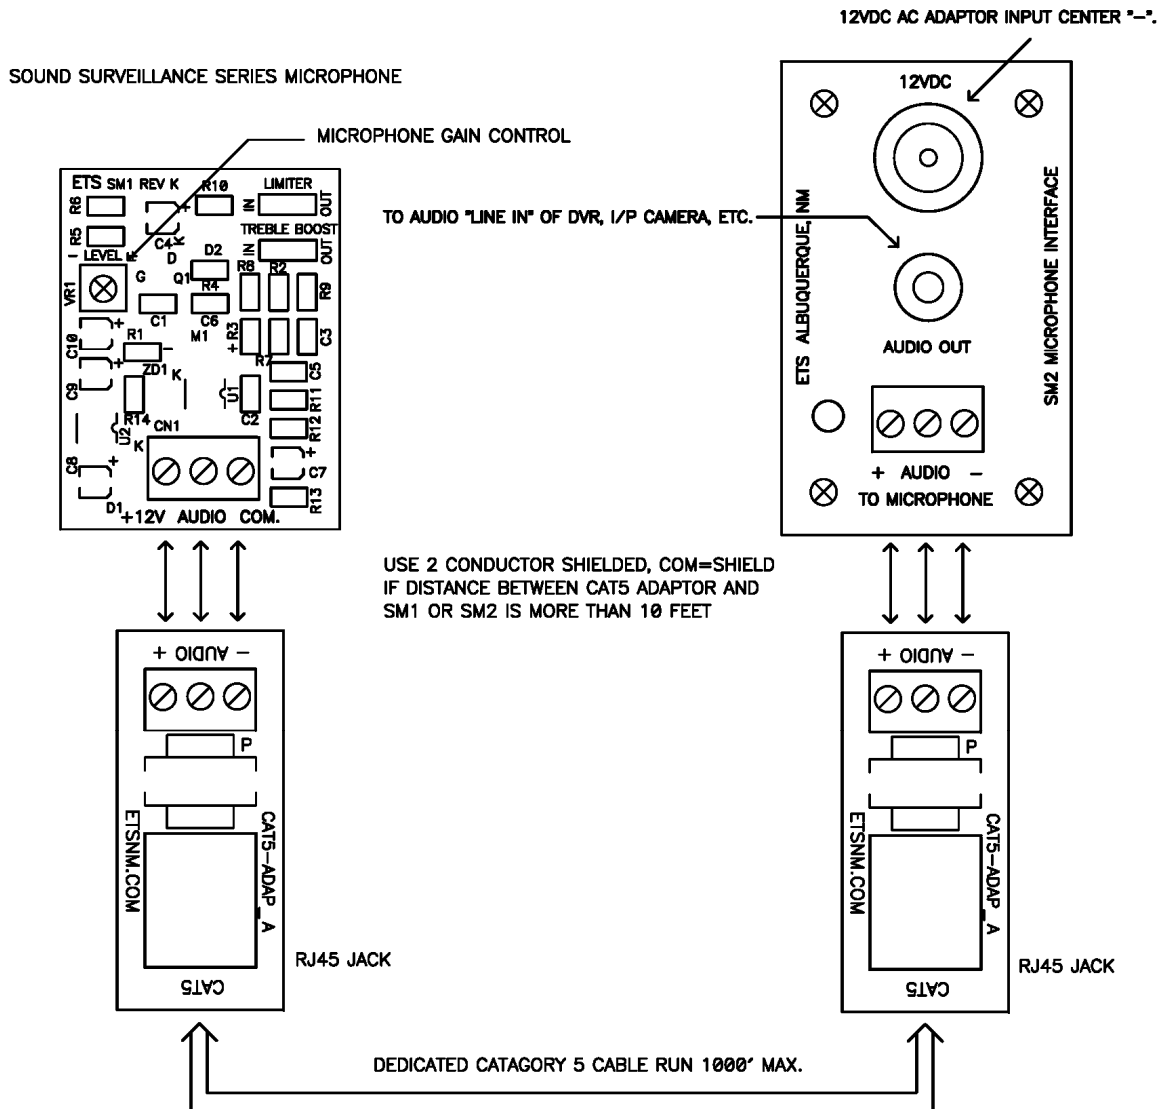 12VDC AC ADAPTOR INPUT CENTER "-".
SOUND SURVEILLANCE SERIES MICROPHONE
MICROPHONE GAIN CONTROL
TO AUDIO "LINE IN" OF DVR, I/P CAMERA, ETC.
ETS SM1 REV K
R10
LIMITER
IN
OUT
R6
R5
+
C4
K
TREBLE BOOST
IN
OUT
- LEVEL
D
G
D2
Q1
R4
R8
R2
R9
VR1
C1
C6
M1
+
R3
C3
C10
+
R1
-
R7
C9
+
ZD1
K
C5
U1
R11
R14
C2
R12
U2
CN1
K
C8
+
D1
+
C7
R13
+12V AUDIO COM.
12VDC
ETS ALBUQUERQUE, NM
SM2 MICROPHONE INTERFACE
AUDIO OUT
+ AUDIO -
TO MICROPHONE
USE 2 CONDUCTOR SHIELDED, COM=SHIELD
IF DISTANCE BETWEEN CAT5 ADAPTOR AND
SM1 OR SM2 IS MORE THAN 10 FEET
+ AUDIO -
P
ETSNM.COM
CAT5-ADAP A
CAT5
RJ45 JACK
+ AUDIO -
P
ETSNM.COM
CAT5-ADAP A
CAT5
RJ45 JACK
DEDICATED CATAGORY 5 CABLE RUN 1000' MAX.